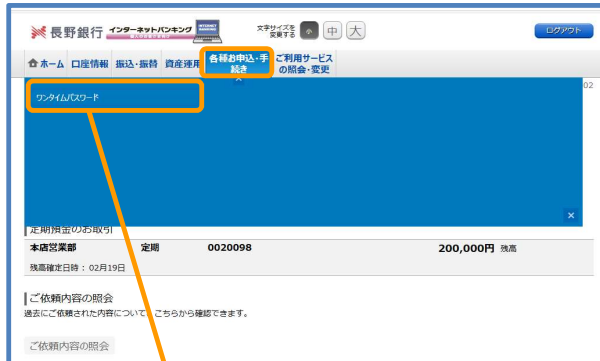 長野銀行 インターネットバンキング INTERNET BANKING
文字サイズを
変更する 小 中 大
ログアウト
ホーム 口座情報 振込・振替 資産運用 各種お申込・手続き ご利用サービスの照会・変更
02
ワンタイムパスワード
定期預金のお取引
本店営業部 定期 0020098 200,000円 残高
残高確定日時： 02月19日
ご依頼内容の照会
過去にご依頼された内容について、こちらから確認できます。
ご依頼内容の照会